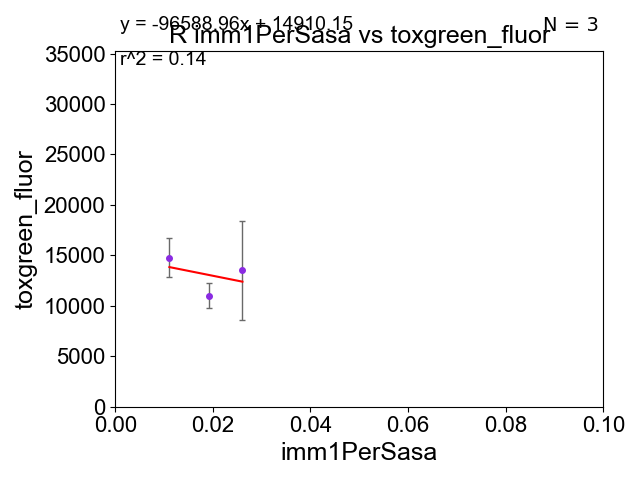 y = -96588.96x + 14910.15
N = 3
R imm1PerSasa vs toxgreen_fluor
r^2 = 0.14
35000
30000
25000
20000
15000
10000
5000
0
toxgreen_fluor
0.00 0.02 0.04 0.06 0.08 0.10
imm1PerSasa